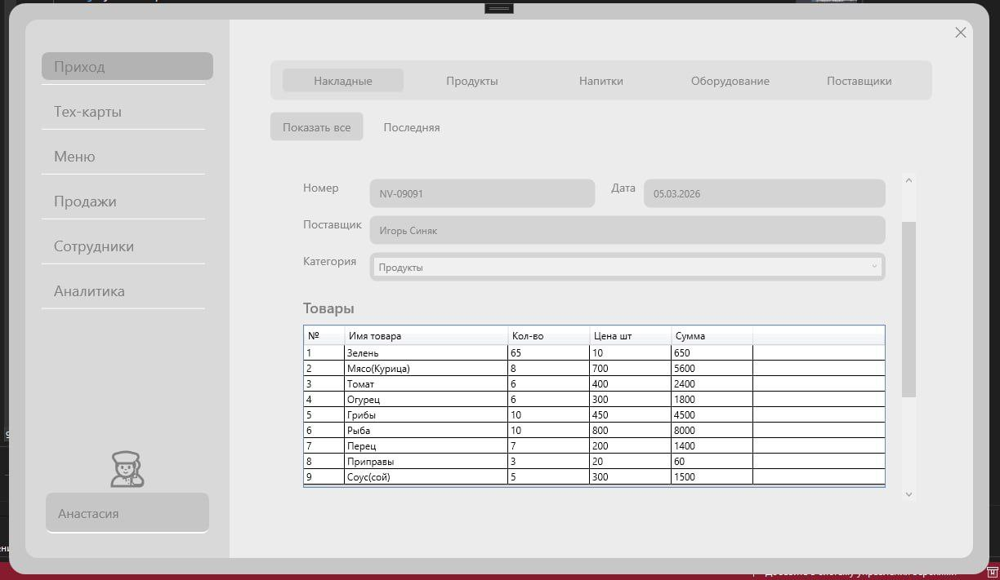 Приход
Тех-карты
Меню
Продажи
Сотрудники
Аналитика
Анастасия
Накладные Продукты Напитки Оборудование Поставщики
Показать все Последняя
Номер NV-09091 Дата 05.03.2026
Поставщик Игорь Синяк
Категория Продукты
Товары
№ Имя товара Кол-во Цена шт Сумма
1 Зелень 65 10 650
2 Мясо(Курица) 8 700 5600
3 Томат 6 400 2400
4 Огурец 6 300 1800
5 Грибы 10 450 4500
6 Рыба 10 800 8000
7 Перец 7 200 1400
8 Приправы 3 20 60
9 Соус(сой) 5 300 1500